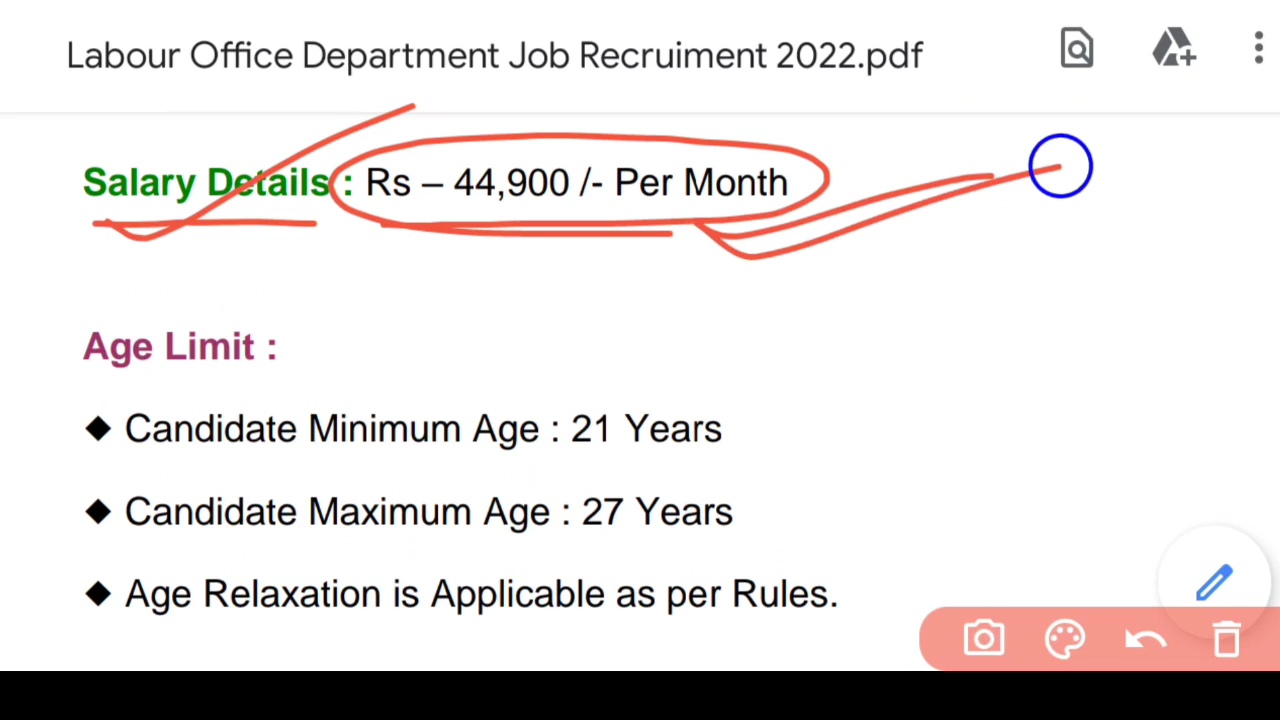 Labour Office Department Job Recruiment 2022.pdf
Salary Details : Rs – 44,900 /- Per Month
Age Limit :
◆ Candidate Minimum Age : 21 Years
◆ Candidate Maximum Age : 27 Years
◆ Age Relaxation is Applicable as per Rules.